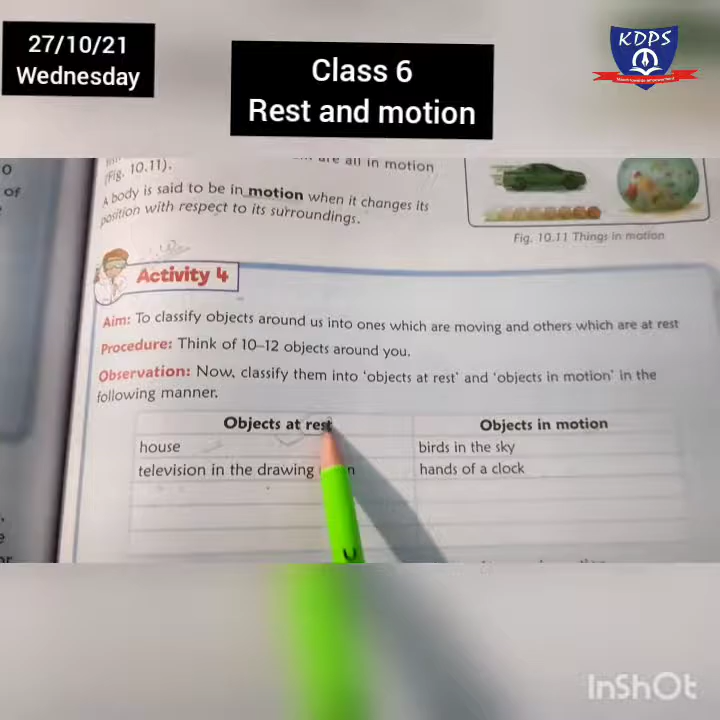 27/10/21
Wednesday
Class 6
Rest and motion
KDPS
of
are all in motion
(Fig. 10.11).
A body is said to be in motion when it changes its
position with respect to its surroundings.
Fig. 10.11 Things in motion
Activity 4
Aim: To classify objects around us into ones which are moving and others which are at rest
Procedure: Think of 10–12 objects around you.
Observation: Now, classify them into 'objects at rest' and 'objects in motion' in the
following manner.
Objects at rest Objects in motion
house birds in the sky
television in the drawing hands of a clock
InShOt